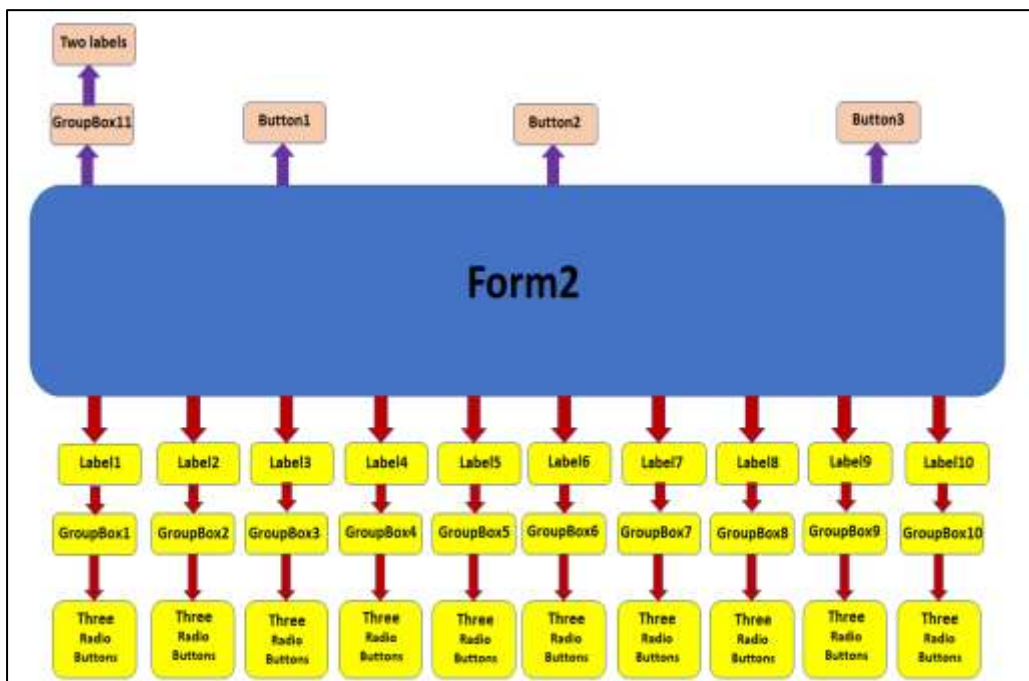 Two labels
GroupBox11
Button1
Button2
Button3
Form2
Label1
Label2
Label3
Label4
Label5
Label6
Label7
Label8
Label9
Label10
GroupBox1
GroupBox2
GroupBox3
GroupBox4
GroupBox5
GroupBox6
GroupBox7
GroupBox8
GroupBox9
GroupBox10
Three
Radio
Buttons
Three
Radio
Buttons
Three
Radio
Buttons
Three
Radio
Buttons
Three
Radio
Buttons
Three
Radio
Buttons
Three
Radio
Buttons
Three
Radio
Buttons
Three
Radio
Buttons
Three
Radio
Buttons